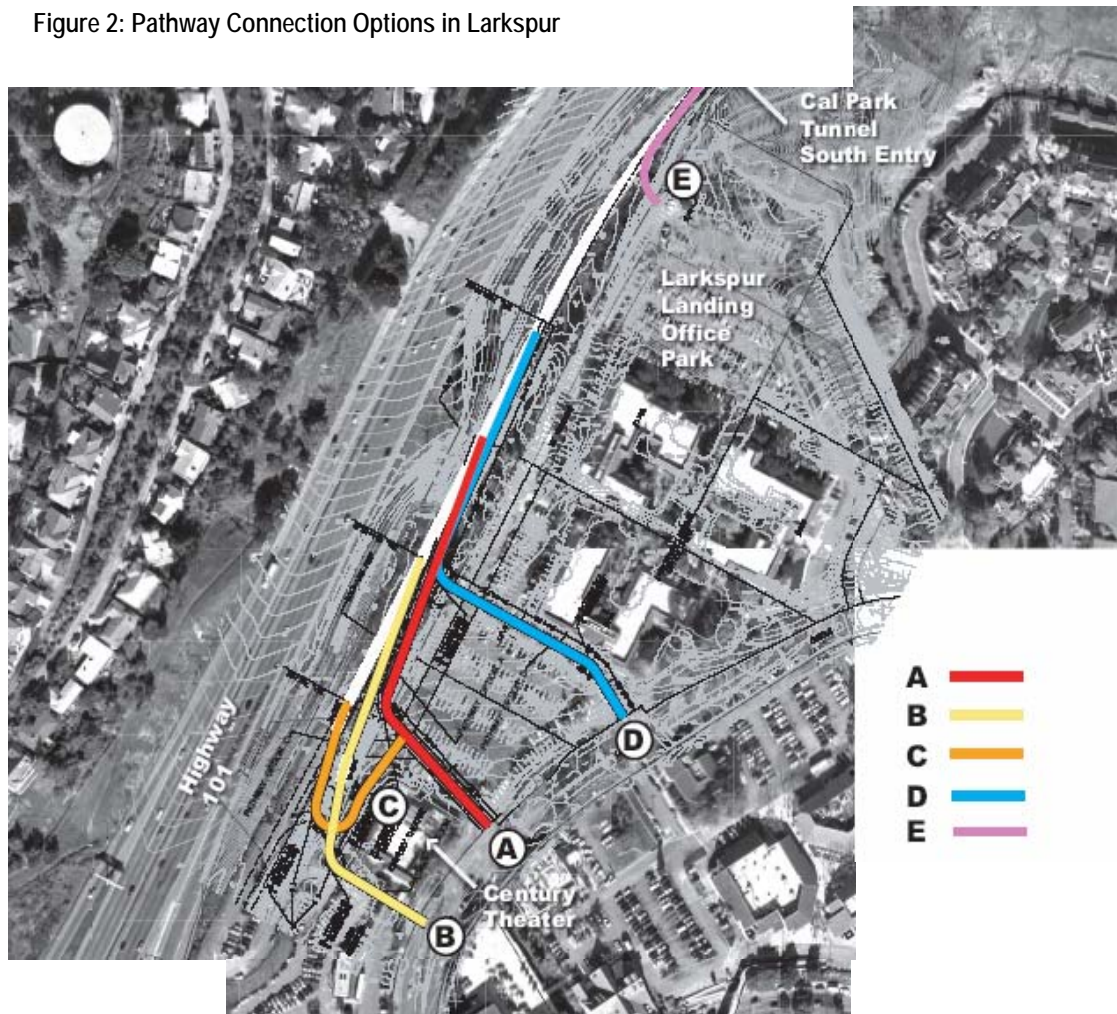 Figure 2: Pathway Connection Options in Larkspur
Cal Park
Tunnel
South Entry
E
Larkspur
Landing
Office
Park
D
Highway
101
C
A
Century
Theater
B
A
B
C
D
E